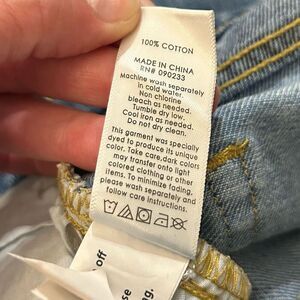 100% COTTON
MADE IN CHINA
RN# 090233
Machine wash separately
in cold water.
Non chlorine
bleach as needed.
Tumble dry low.
Cool iron as needed.
Do not dry clean.
This garment was specially
dyed to produce its unique
color. Take care,dark colors
may transfer onto light
colored clothing or other
items. To minimize fading,
please wash separately and
follow care instructions.
off
se